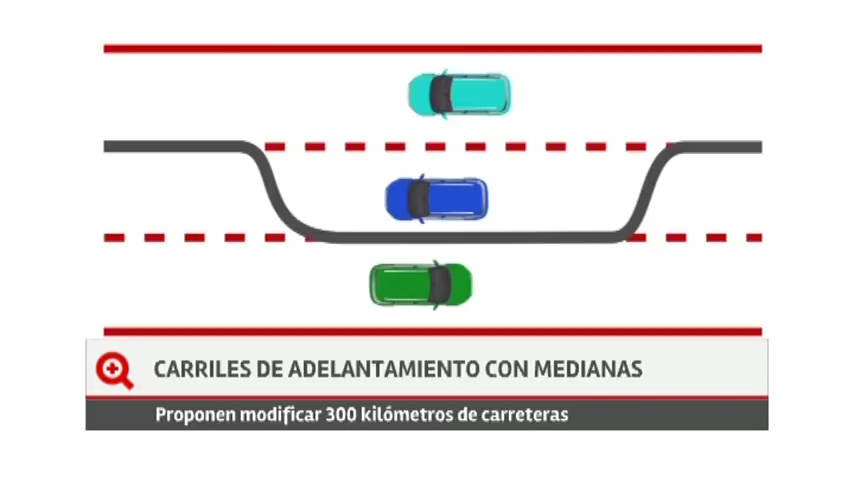 CARRILES DE ADELANTAMIENTO CON MEDIANAS
Proponen modificar 300 kilómetros de carreteras